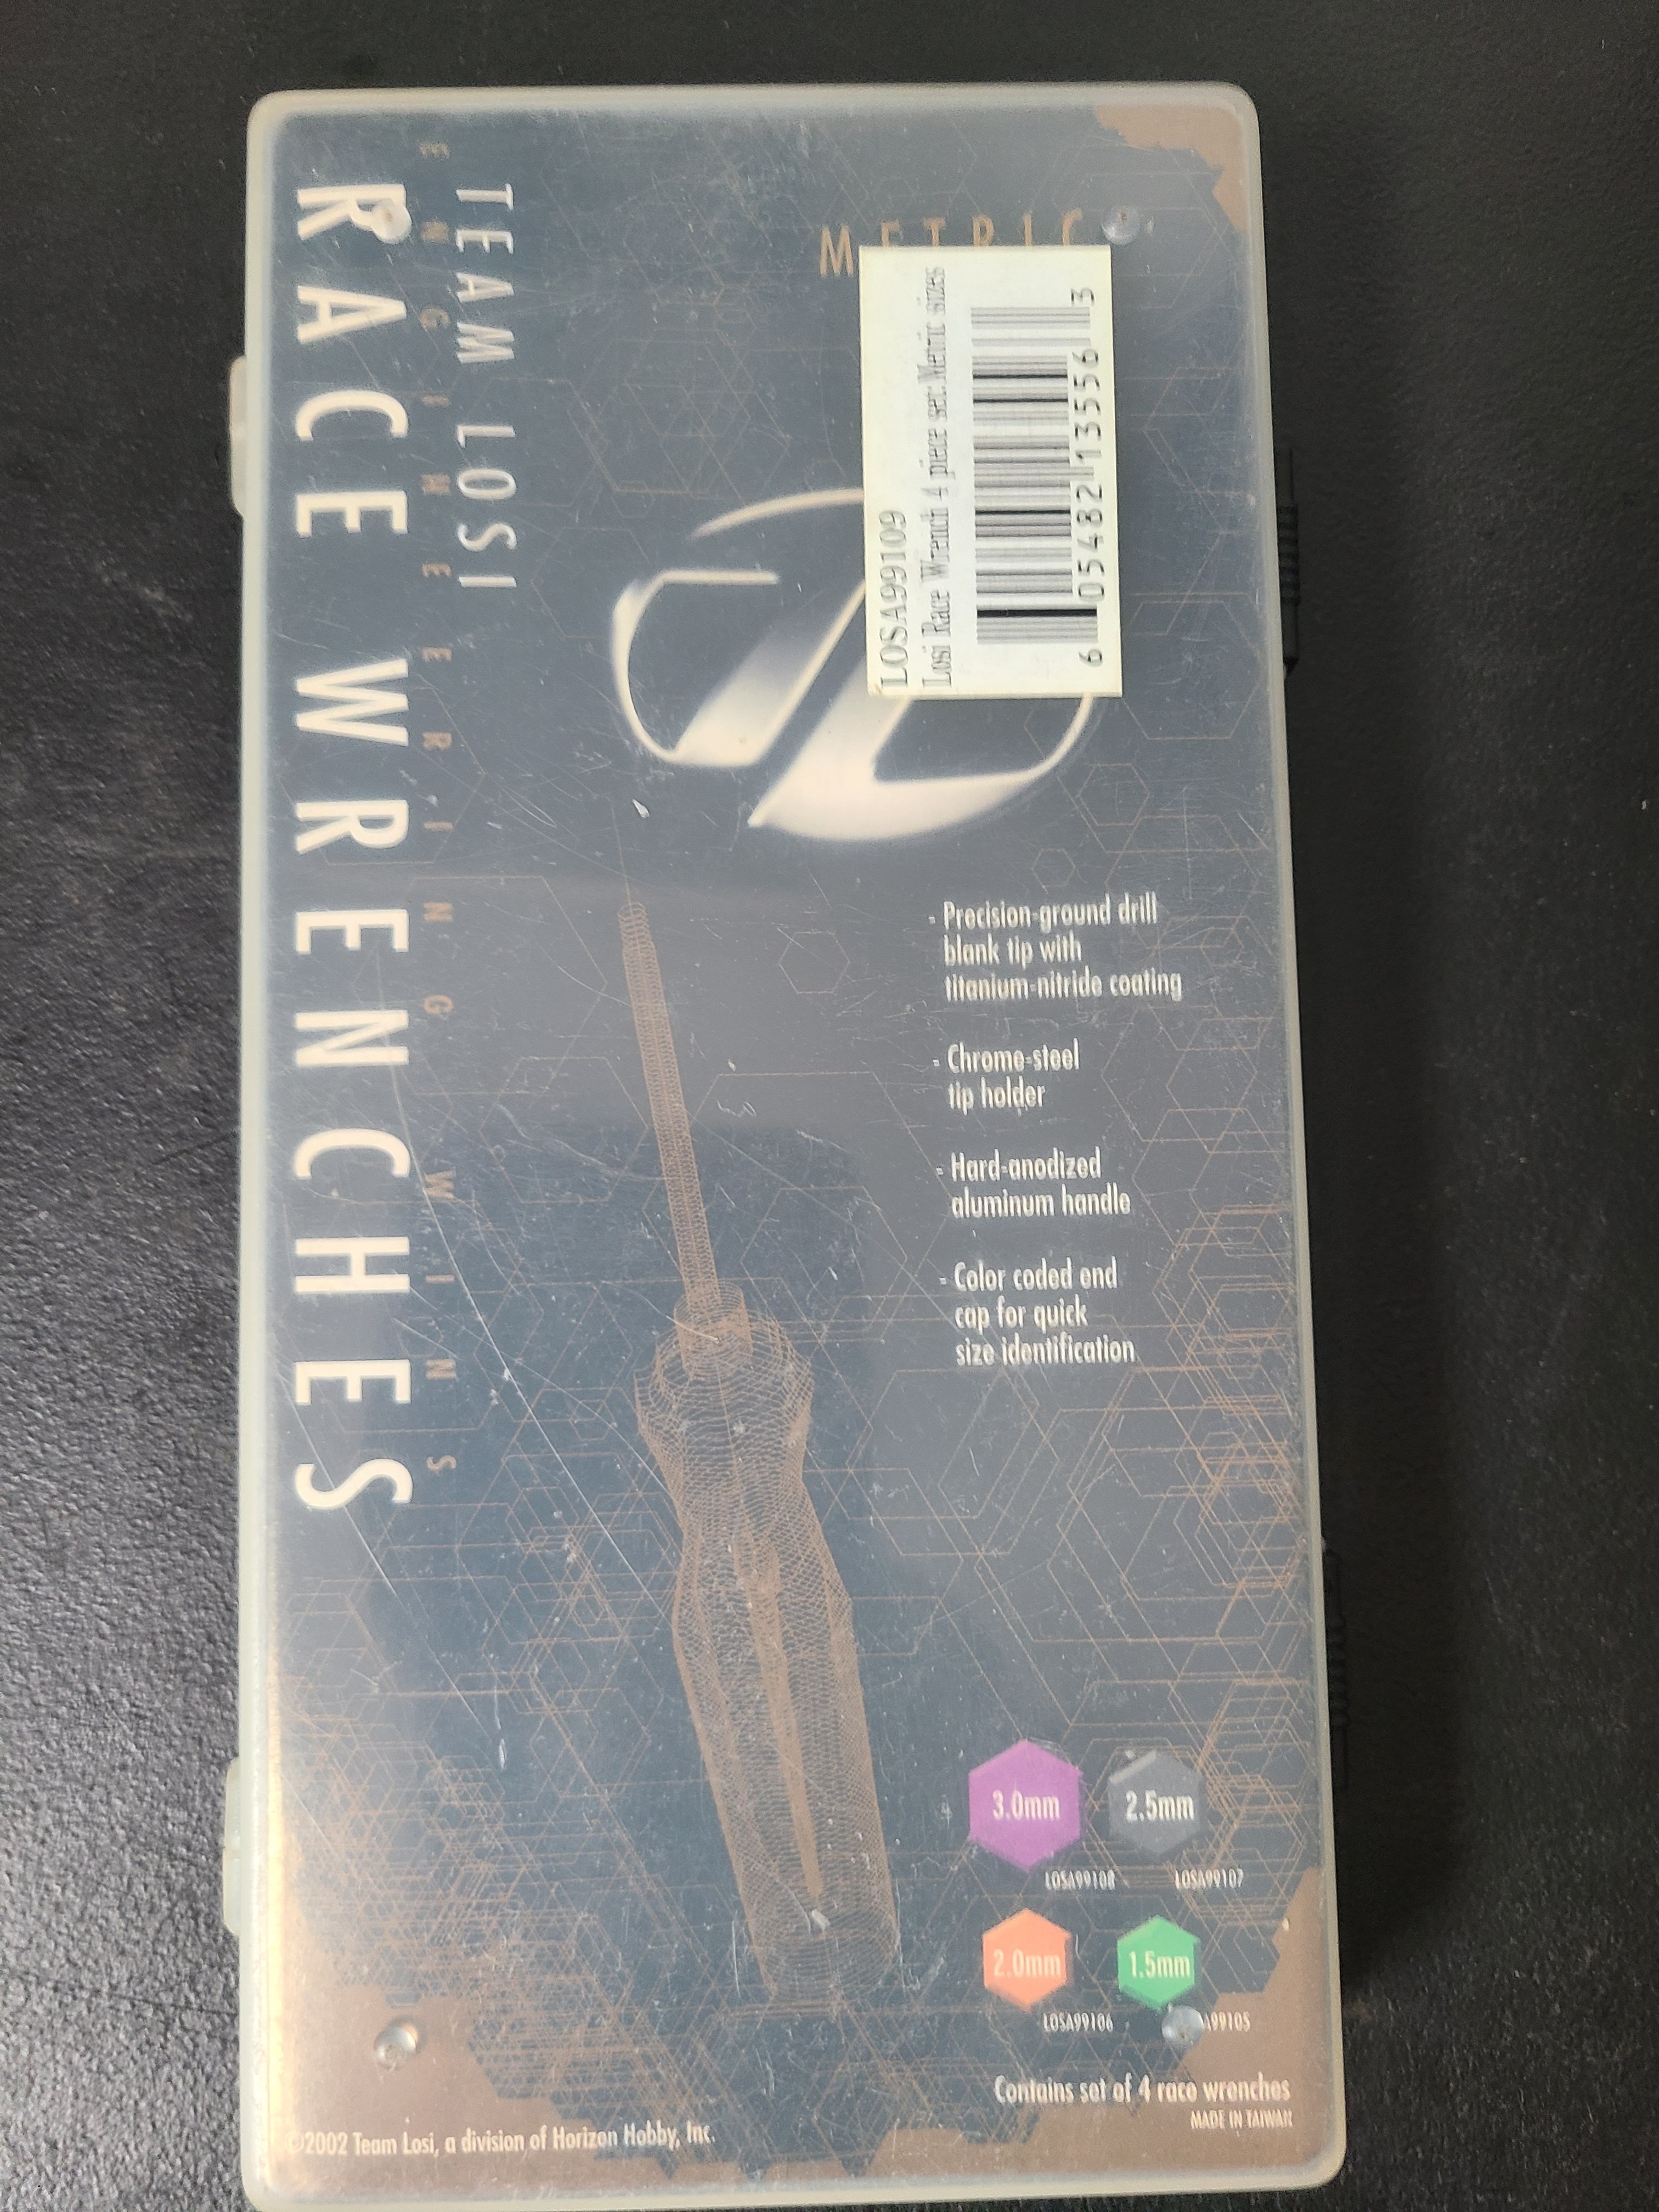 METRIC
LOSA99109
Losi Race Wrench 4 piece set: Metric sizes
6 05482 13556 3
TEAM LOSI
ENGINEERING WINS
RACE WRENCHES
- Precision-ground drill
blank tip with
titanium-nitride coating
- Chrome-steel
tip holder
- Hard-anodized
aluminum handle
- Color coded end
cap for quick
size identification
3.0mm
2.5mm
LOSA99108
LOSA99107
2.0mm
1.5mm
LOSA99106
A99105
Contains set of 4 race wrenches
MADE IN TAIWAN
©2002 Team Losi, a division of Horizon Hobby, Inc.